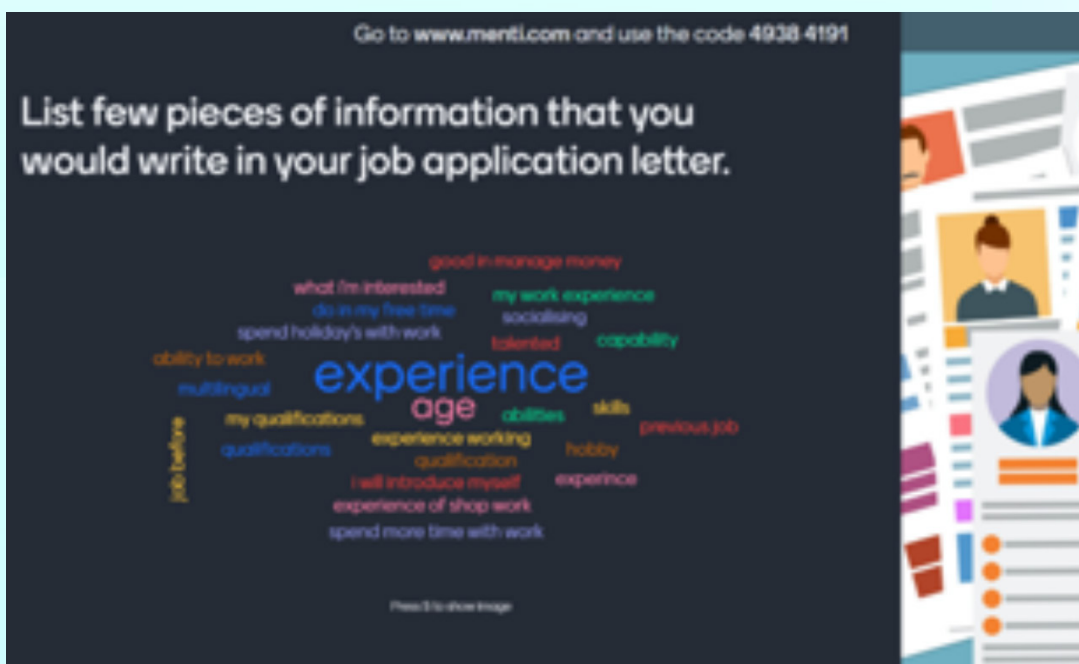 Go to www.menti.com and use the code 4938 4191
List few pieces of information that you
would write in your job application letter.
good in manage money
what i'm interested
my work experience
do in my free time
socialising
spend holiday's with work
talented
capability
ability to work
experience
multilingual
age
skills
abilities
my qualifications
previous job
experience working
job before
qualifications
hobby
qualification
i will introduce myself
experince
experience of shop work
spend more time with work
Press S to show image